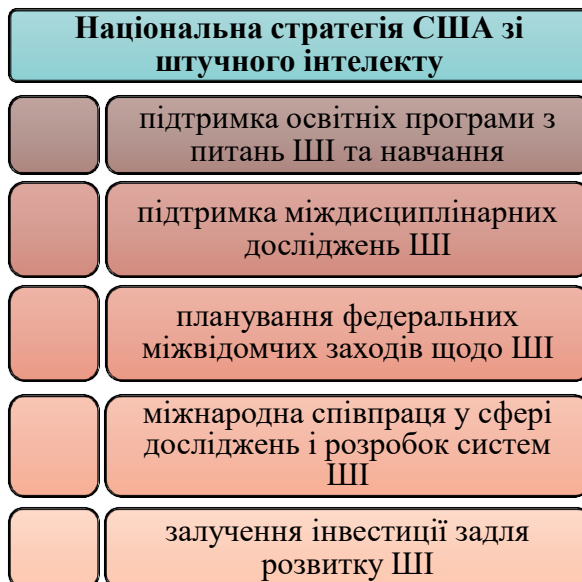 Національна стратегія США зі
штучного інтелекту
підтримка освітніх програми з
питань ШІ та навчання
підтримка міждисциплінарних
досліджень ШІ
планування федеральних
міжвідомчих заходів щодо ШІ
міжнародна співпраця у сфері
досліджень і розробок систем
ШІ
залучення інвестиції задля
розвитку ШІ